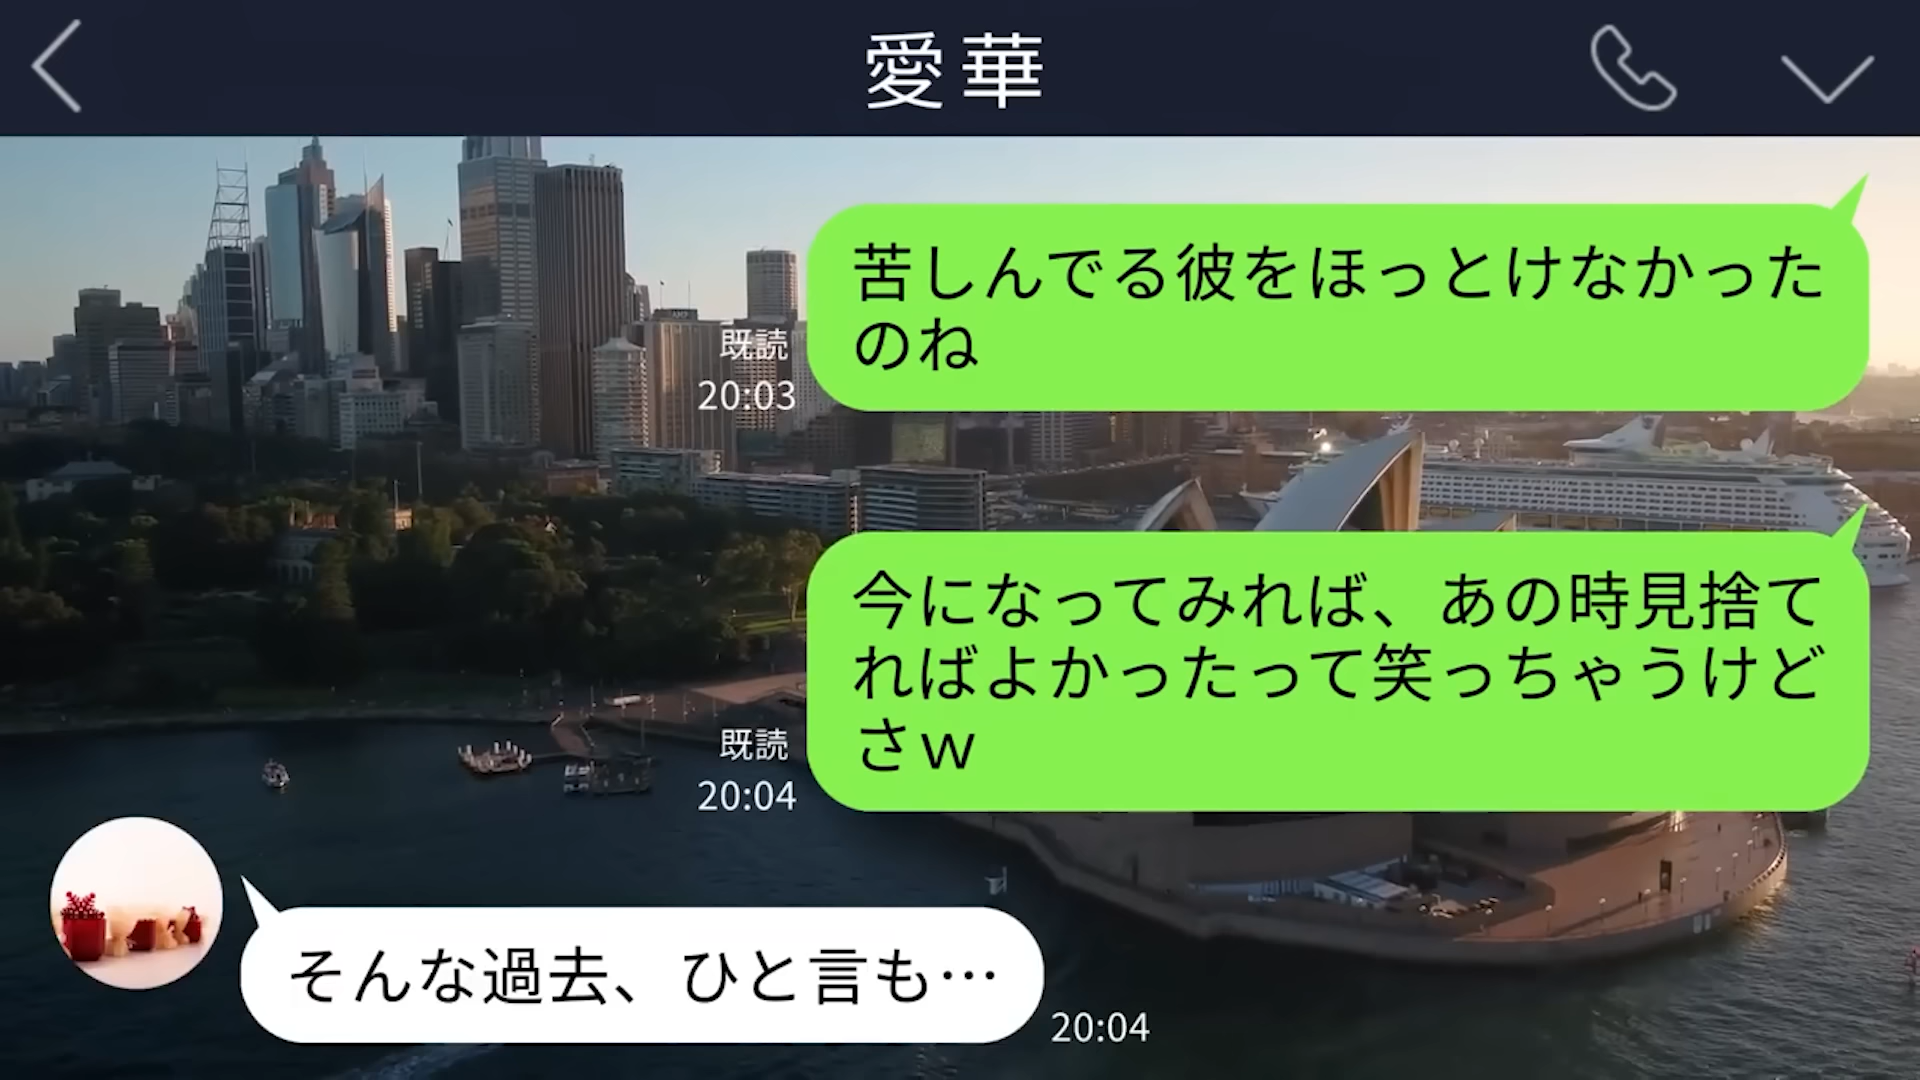 愛華
苦しんでる彼をほっとけなかった
のね
既読
20:03
今になってみれば、あの時見捨て
ればよかったって笑っちゃうけど
さw
既読
20:04
そんな過去、ひと言も…
20:04